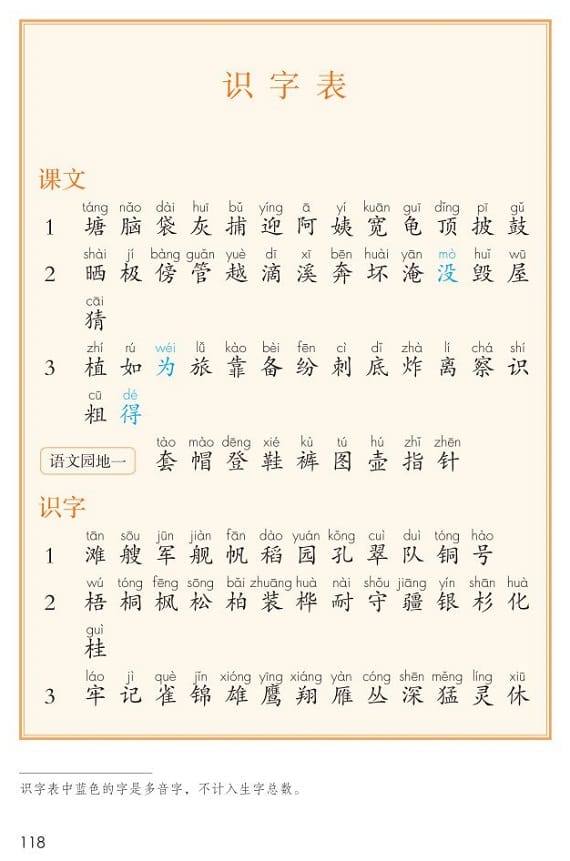 识字表
课文
táng nǎo dài huī bǔ yíng ā yí kuān guī dǐng pī gǔ
1 塘 脑 袋 灰 捕 迎 阿 姨 宽 龟 顶 披 鼓
shài jí bàng guǎn yuè dī xī bēn huài yān mò huǐ wū
2 晒 极 傍 管 越 滴 溪 奔 坏 淹 没 毁 屋
cāi
猜
zhí rú wéi lǚ kào bèi fēn cì dǐ zhà lí chá shí
3 植 如 为 旅 靠 备 纷 刺 底 炸 离 察 识
cū dé
粗 得
tào mào dēng xié kù tú hú zhǐ zhēn
语文园地一 套 帽 登 鞋 裤 图 壶 指 针
识字
tān sōu jūn jiàn fān dào yuán kǒng cuì duì tóng hào
1 滩 艘 军 舰 帆 稻 园 孔 翠 队 铜 号
wú tóng fēng sōng bǎi zhuāng huà nài shǒu jiāng yín shān huà
2 梧 桐 枫 松 柏 装 桦 耐 守 疆 银 杉 化
guì
桂
láo jì què jǐn xióng yīng xiáng yàn cóng shēn měng líng xiū
3 牢 记 雀 锦 雄 鹰 翔 雁 丛 深 猛 灵 休
识字表中蓝色的字是多音字，不计入生字总数。
118